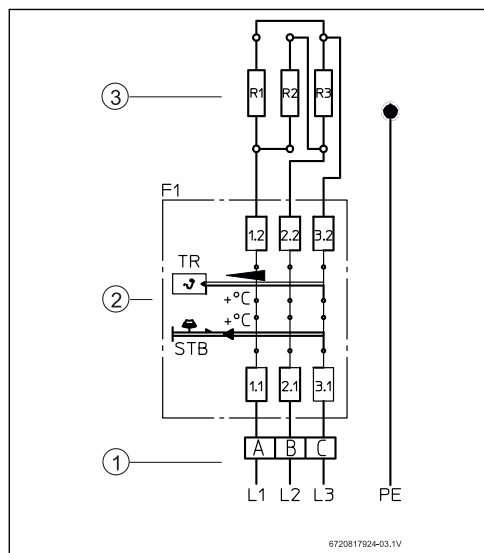 3
R1 R2 R3
F1
1.2 2.2 3.2
TR
+°C
2
+°C
STB
1.1 2.1 3.1
1
A B C
L1 L2 L3 PE
6720817924-03.1V